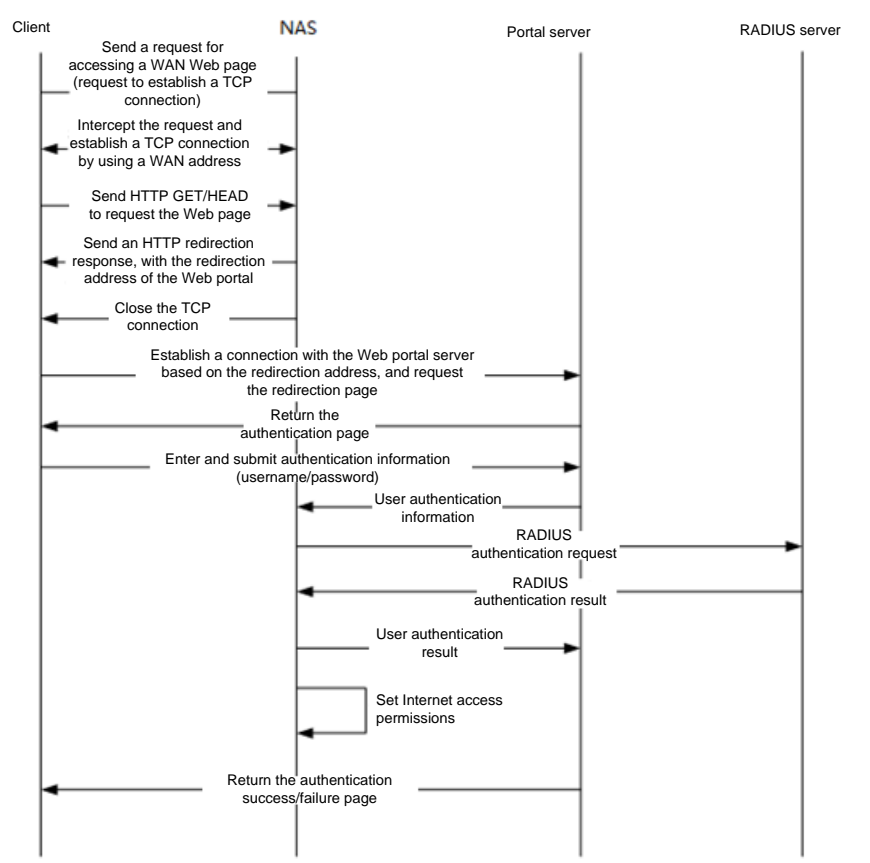 Client
NAS
Portal server
RADIUS server
Send a request for
accessing a WAN Web page
(request to establish a TCP
connection)
Intercept the request and
establish a TCP connection
by using a WAN address
Send HTTP GET/HEAD
to request the Web page
Send an HTTP redirection
response, with the redirection
address of the Web portal
Close the TCP
connection
Establish a connection with the Web portal server
based on the redirection address, and request
the redirection page
Return the
authentication page
Enter and submit authentication information
(username/password)
User authentication
information
RADIUS
authentication request
RADIUS
authentication result
User authentication
result
Set Internet access
permissions
Return the authentication
success/failure page